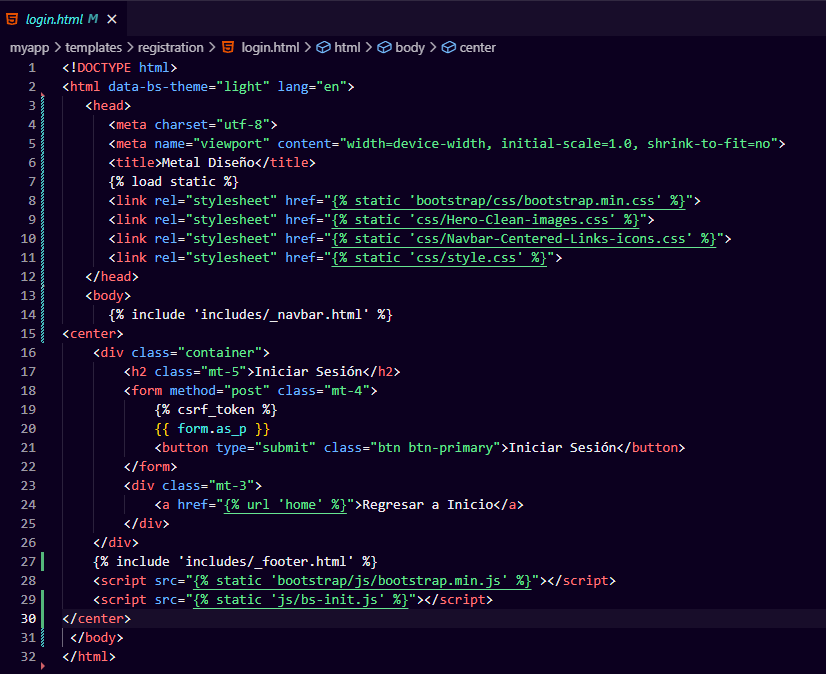 login.html M
myapp > templates > registration > login.html > html > body > center
1 <!DOCTYPE html>
2 <html data-bs-theme="light" lang="en">
3 <head>
4 <meta charset="utf-8">
5 <meta name="viewport" content="width=device-width, initial-scale=1.0, shrink-to-fit=no">
6 <title>Metal Diseño</title>
7 {% load static %}
8 <link rel="stylesheet" href="{% static 'bootstrap/css/bootstrap.min.css' %}">
9 <link rel="stylesheet" href="{% static 'css/Hero-Clean-images.css' %}">
10 <link rel="stylesheet" href="{% static 'css/Navbar-Centered-Links-icons.css' %}">
11 <link rel="stylesheet" href="{% static 'css/style.css' %}">
12 </head>
13 <body>
14 {% include 'includes/_navbar.html' %}
15 <center>
16 <div class="container">
17 <h2 class="mt-5">Iniciar Sesión</h2>
18 <form method="post" class="mt-4">
19 {% csrf_token %}
20 {{ form.as_p }}
21 <button type="submit" class="btn btn-primary">Iniciar Sesión</button>
22 </form>
23 <div class="mt-3">
24 <a href="{% url 'home' %}">Regresar a Inicio</a>
25 </div>
26 </div>
27 {% include 'includes/_footer.html' %}
28 <script src="{% static 'bootstrap/js/bootstrap.min.js' %}"></script>
29 <script src="{% static 'js/bs-init.js' %}"></script>
30 </center>
31 </body>
32 </html>